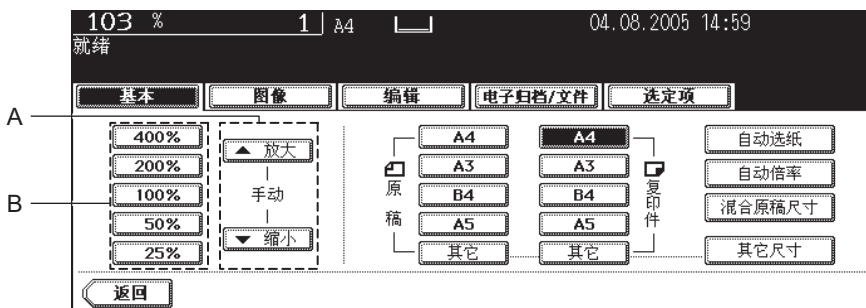 103 % 1 A4 04.08.2005 14:59
就绪
基本 图像 编辑 电子归档/文件 选定项
A
B
400% 放大 A4 A4 自动选纸
200% A3 A3 自动倍率
100% 手动 B4 B4 混合原稿尺寸
50% A5 A5
25% 缩小 其它 其它 其它尺寸
原稿
复印件
返回